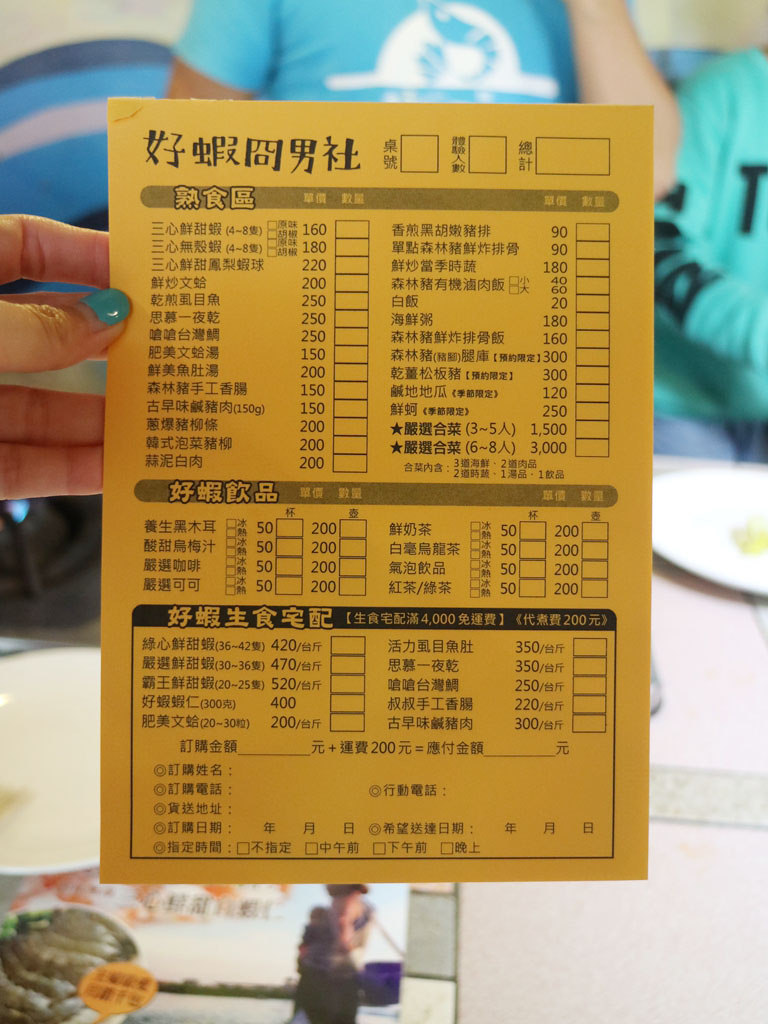 好蝦冏男社 桌號 體驗人數 總計
熟食區 單價 數量 單價 數量
三心鮮甜蝦 (4~8隻) □原味 □胡椒 160
三心無殼蝦 (4~8隻) □原味 □胡椒 180
三心鮮甜鳳梨蝦球 220
鮮炒文蛤 200
乾煎虱目魚 250
思慕一夜乾 250
嗆嗆台灣鯛 250
肥美文蛤湯 150
鮮美魚肚湯 200
森林豬手工香腸 150
古早味鹹豬肉(150g) 150
蔥爆豬柳條 200
韓式泡菜豬柳 200
蒜泥白肉 200
香煎黑胡嫩豬排 90
單點森林豬鮮炸排骨 90
鮮炒當季時蔬 180
森林豬有機滷肉飯 □小 40 □大 60
白飯 20
海鮮粥 180
森林豬鮮炸排骨飯 160
森林豬(豬腳)腿庫【預約限定】300
乾薑松板豬【預約限定】 300
鹹地地瓜《季節限定》 120
鮮蚵《季節限定》 250
★嚴選合菜 (3~5人) 1,500
★嚴選合菜 (6~8人) 3,000
合菜內含：3道海鮮、2道肉品
2道時蔬、1湯品、1飲品
好蝦飲品 單價 數量 單價 數量
杯 壺 杯 壺
養生黑木耳 □冰 □熱 50 200
酸甜烏梅汁 □冰 □熱 50 200
嚴選咖啡 □冰 □熱 50 200
嚴選可可 □冰 □熱 50 200
鮮奶茶 □冰 □熱 50 200
白毫烏龍茶 □冰 □熱 50 200
氣泡飲品 □冰 □熱 50 200
紅茶/綠茶 □冰 □熱 50 200
好蝦生食宅配 【生食宅配滿4,000免運費】《代煮費200元》
綠心鮮甜蝦(36~42隻) 420/台斤
嚴選鮮甜蝦(30~36隻) 470/台斤
霸王鮮甜蝦(20~25隻) 520/台斤
好蝦蝦仁(300克) 400
肥美文蛤(20~30粒) 200/台斤
活力虱目魚肚 350/台斤
思慕一夜乾 350/台斤
嗆嗆台灣鯛 250/台斤
叔叔手工香腸 220/台斤
古早味鹹豬肉 300/台斤
訂購金額________元＋運費200元＝應付金額________元
◎訂購姓名：
◎訂購電話： ◎行動電話：
◎貨送地址：
◎訂購日期： 年 月 日 ◎希望送達日期： 年 月 日
◎指定時間：□不指定 □中午前 □下午前 □晚上